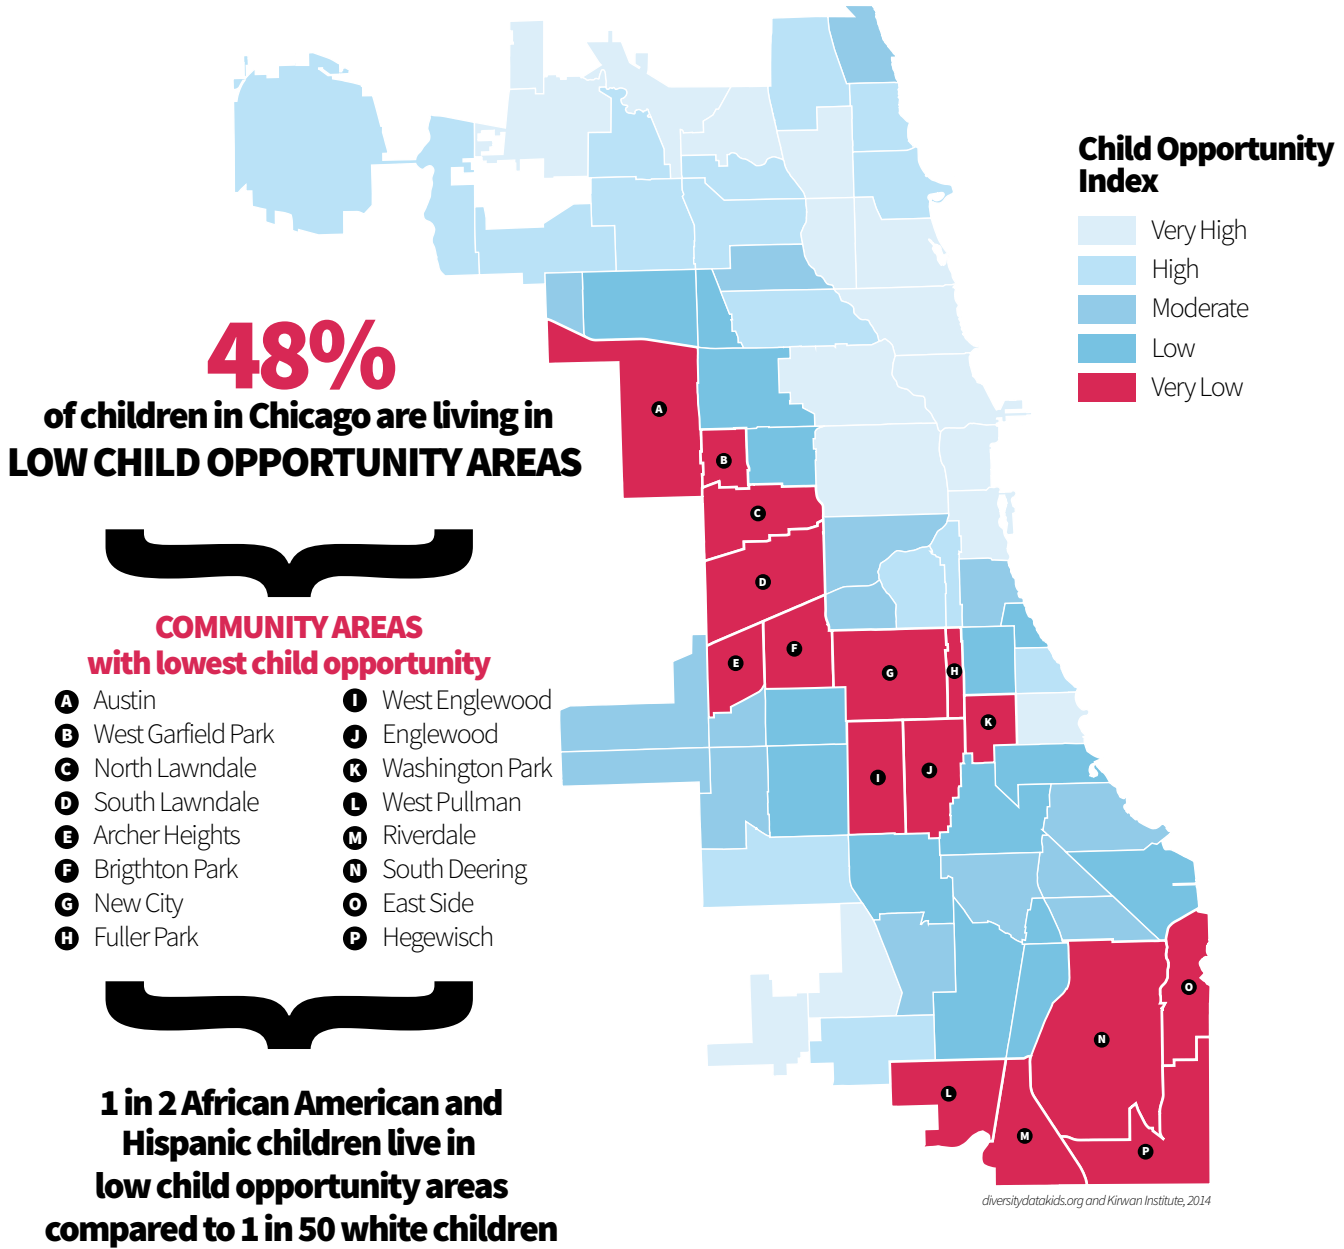 48%
of children in Chicago are living in
LOW CHILD OPPORTUNITY AREAS
COMMUNITY AREAS
with lowest child opportunity
A Austin
B West Garfield Park
C North Lawndale
D South Lawndale
E Archer Heights
F Brigthton Park
G New City
H Fuller Park
I West Englewood
J Englewood
K Washington Park
L West Pullman
M Riverdale
N South Deering
O East Side
P Hegewisch
1 in 2 African American and
Hispanic children live in
low child opportunity areas
compared to 1 in 50 white children
Child Opportunity
Index
Very High
High
Moderate
Low
Very Low
A
B
C
D
E
F
G
H
K
I
J
O
N
L
M
P
diversitydatakids.org and Kirwan Institute, 2014